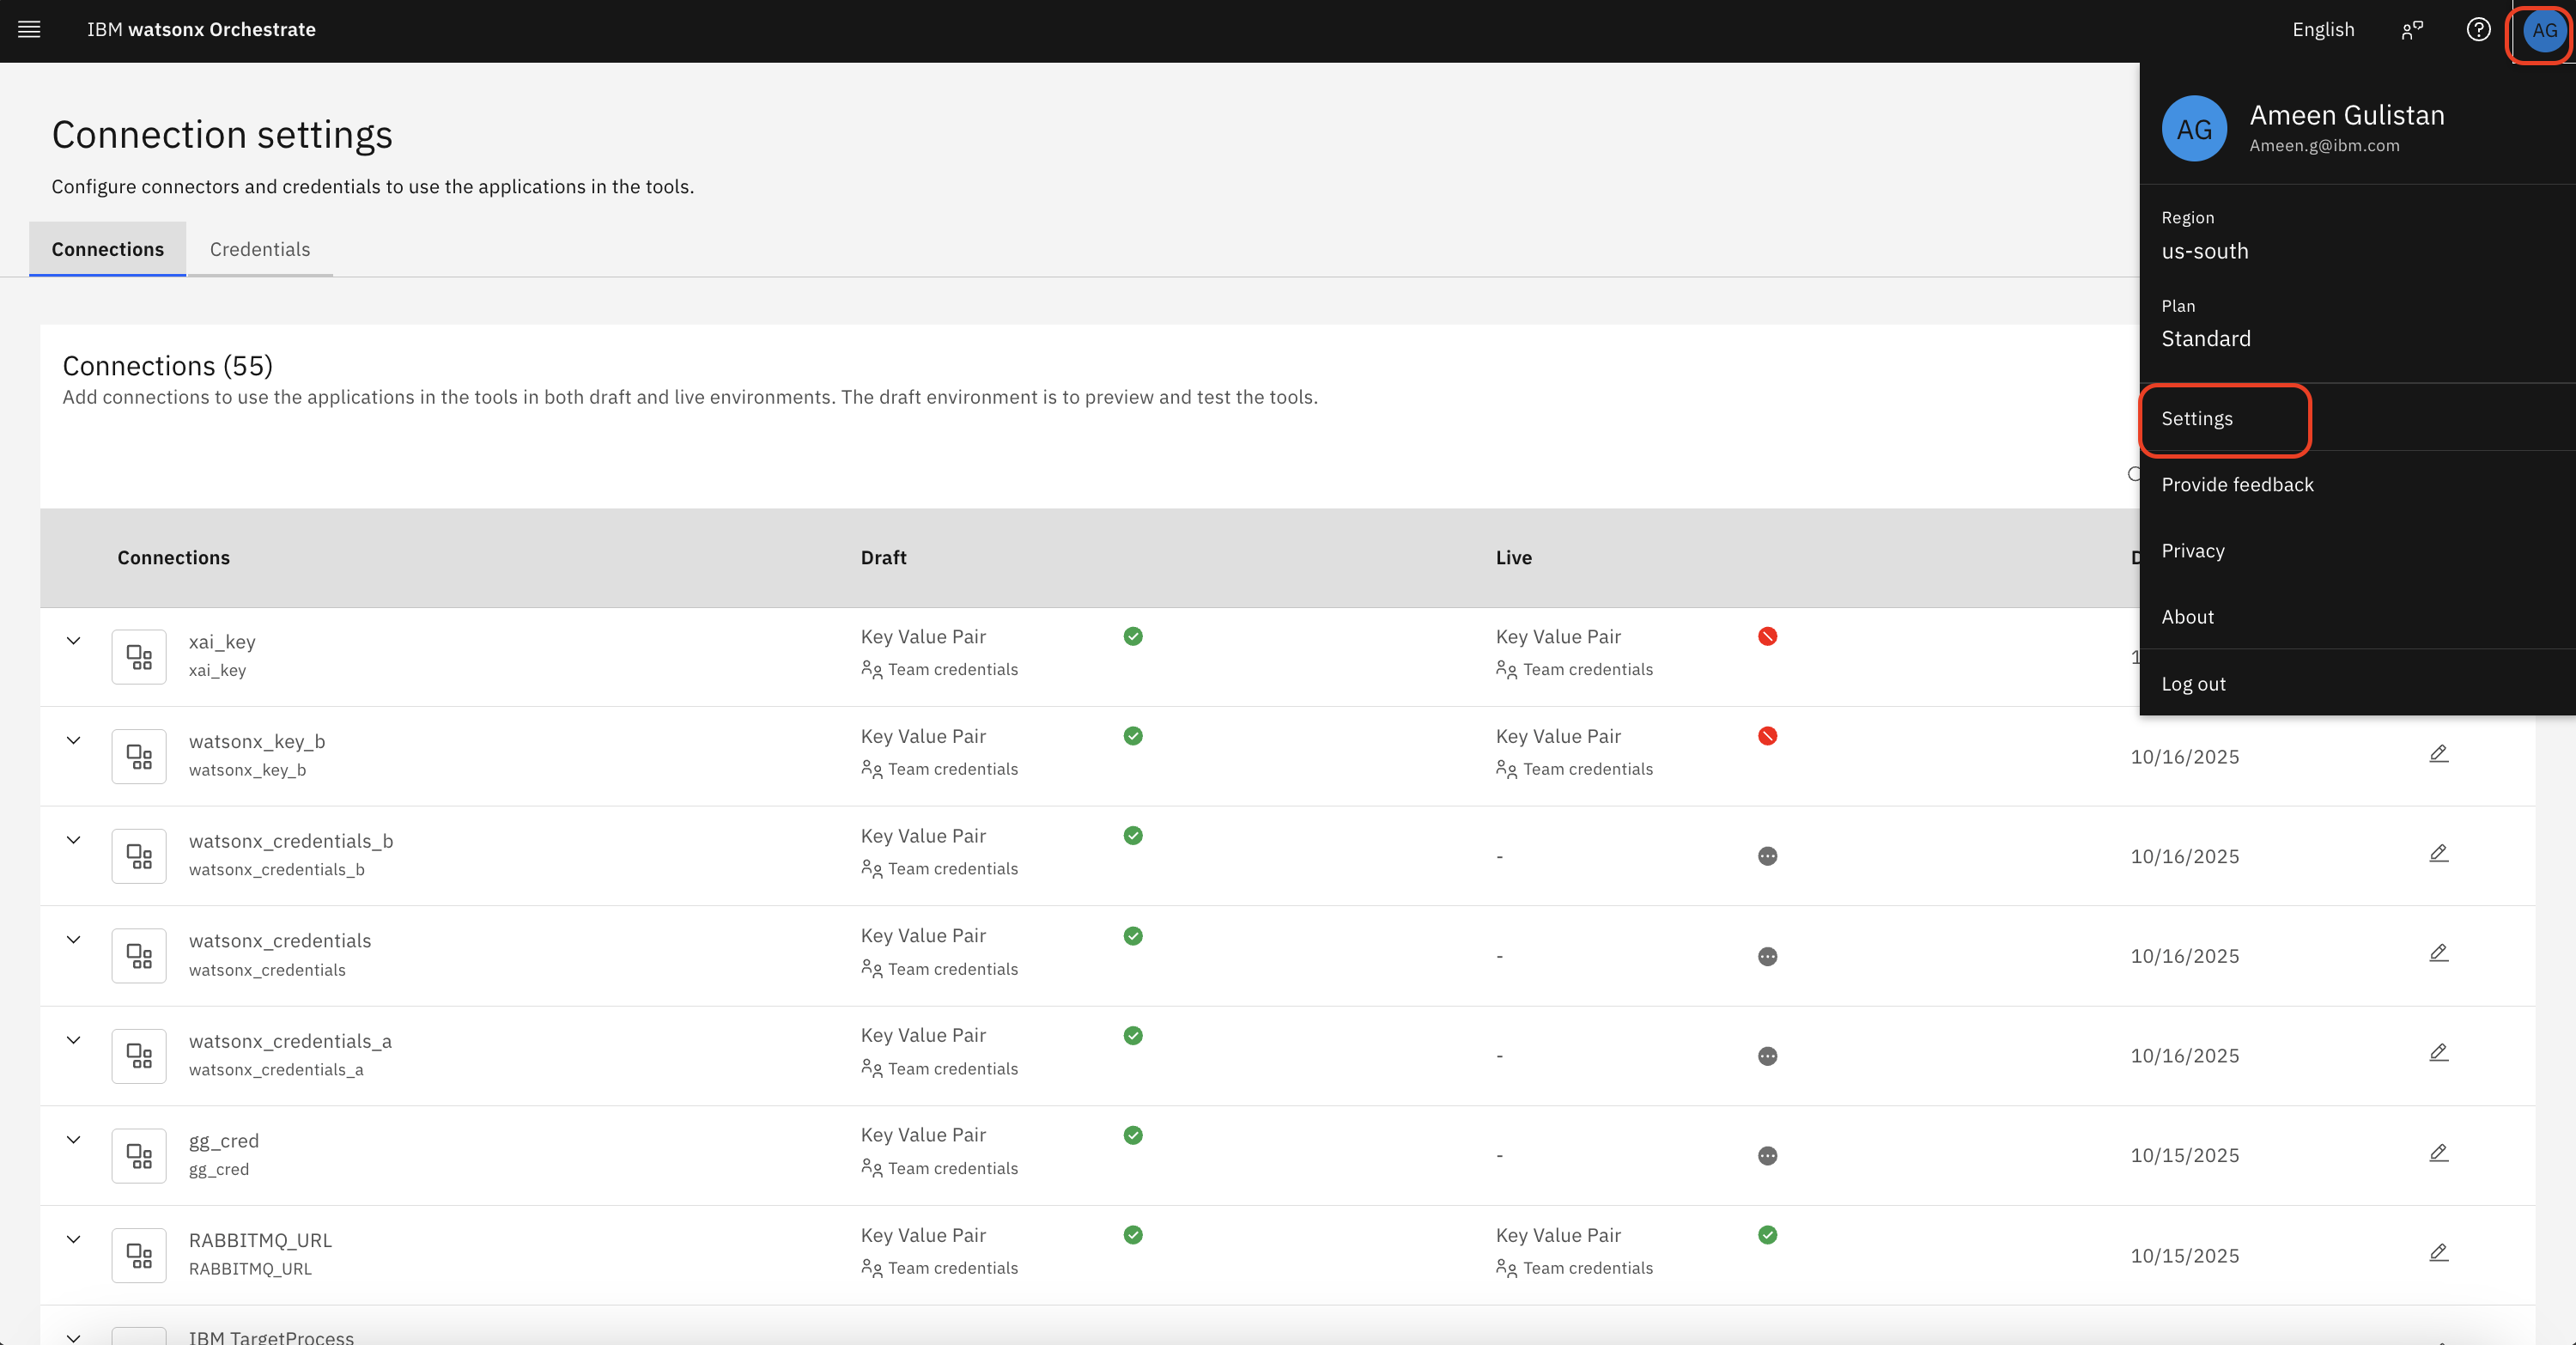 IBM watsonx Orchestrate
English
AG
Connection settings
Configure connectors and credentials to use the applications in the tools.
Connections
Credentials
AG
Ameen Gulistan
Ameen.g@ibm.com
Region
us-south
Plan
Standard
Settings
Provide feedback
Privacy
About
Log out
Connections (55)
Add connections to use the applications in the tools in both draft and live environments. The draft environment is to preview and test the tools.
Connections Draft Live
xai_key
xai_key
Key Value Pair
Team credentials
Key Value Pair
Team credentials
watsonx_key_b
watsonx_key_b
Key Value Pair
Team credentials
Key Value Pair
Team credentials
10/16/2025
watsonx_credentials_b
watsonx_credentials_b
Key Value Pair
Team credentials
-
10/16/2025
watsonx_credentials
watsonx_credentials
Key Value Pair
Team credentials
-
10/16/2025
watsonx_credentials_a
watsonx_credentials_a
Key Value Pair
Team credentials
-
10/16/2025
gg_cred
gg_cred
Key Value Pair
Team credentials
-
10/15/2025
RABBITMQ_URL
RABBITMQ_URL
Key Value Pair
Team credentials
Key Value Pair
Team credentials
10/15/2025
IBM TargetProcess